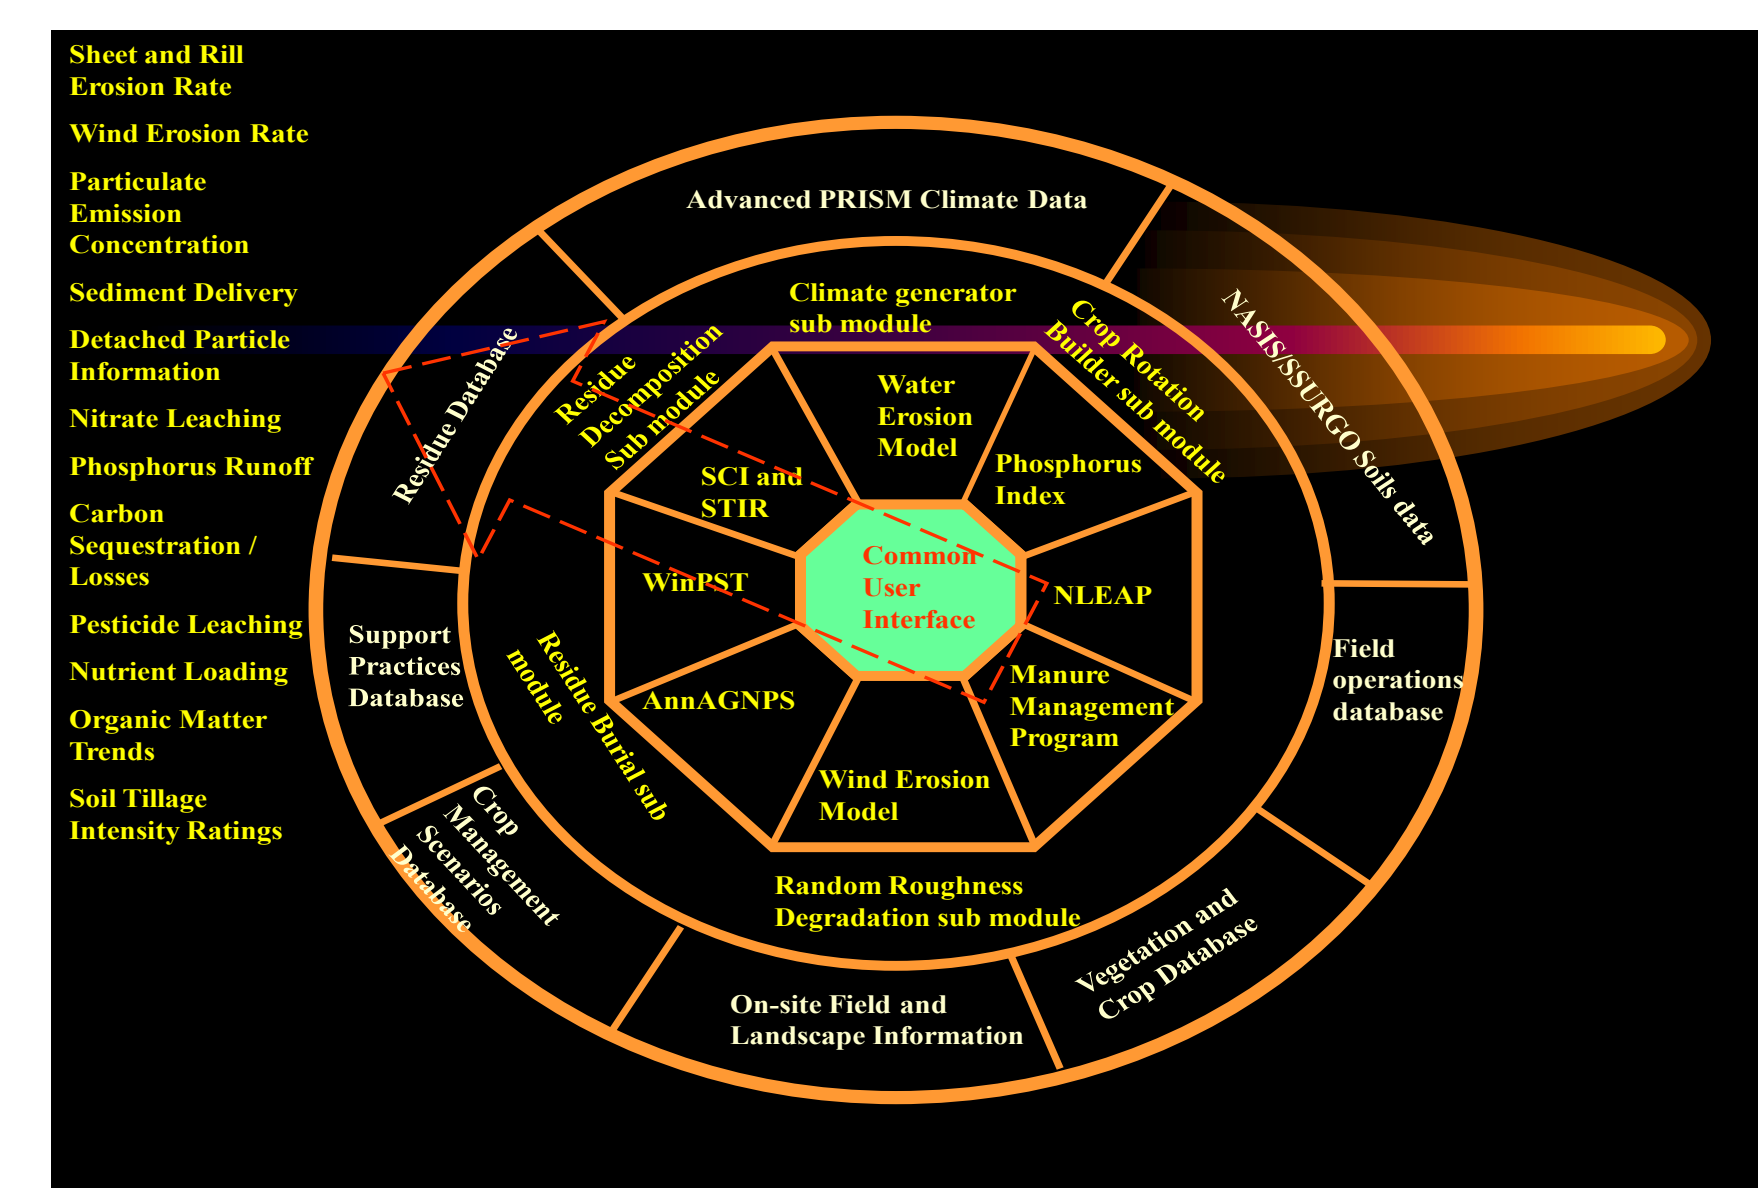 Sheet and Rill
Erosion Rate
Wind Erosion Rate
Particulate
Emission
Concentration
Sediment Delivery
Detached Particle
Information
Nitrate Leaching
Phosphorus Runoff
Carbon
Sequestration /
Losses
Pesticide Leaching
Nutrient Loading
Organic Matter
Trends
Soil Tillage
Intensity Ratings
Advanced PRISM Climate Data
NASIS/SSURGO Soils data
Field
operations
database
Vegetation and
Crop Database
On-site Field and
Landscape Information
Crop
Management
Scenarios
Database
Support
Practices
Database
Residue Database
Climate generator
sub module
Crop Rotation
Builder sub module
Random Roughness
Degradation sub module
Residue Burial sub
module
Residue
Decomposition
Sub module
Water
Erosion
Model
Phosphorus
Index
NLEAP
Manure
Management
Program
Wind Erosion
Model
AnnAGNPS
WinPST
SCI and
STIR
Common
User
Interface